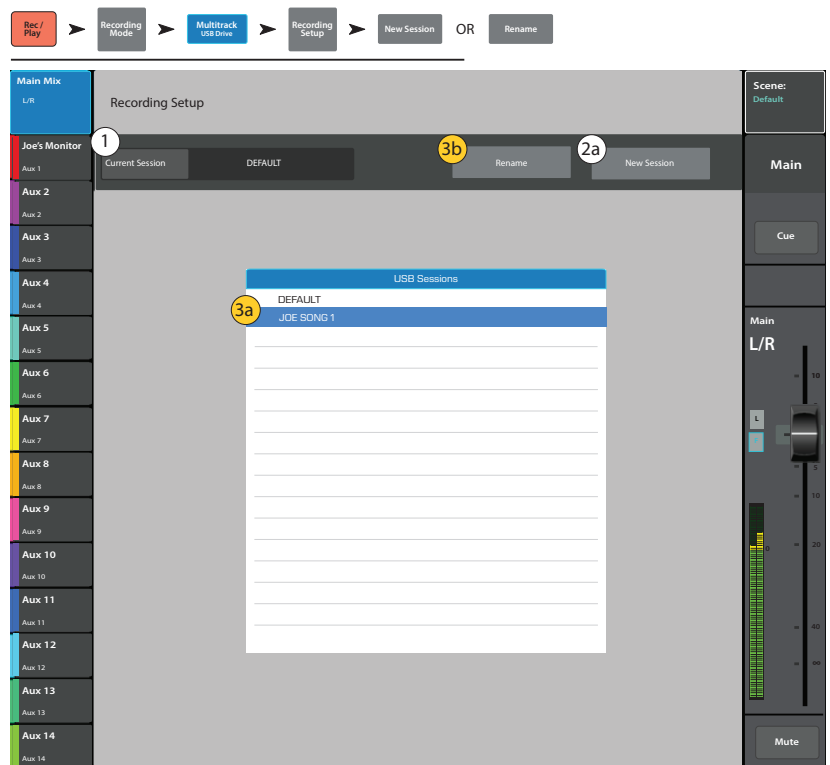 Rec /
Play
Recording
Mode
Multitrack
USB Drive
Recording
Setup
New Session
OR
Rename
Main Mix
L/R
Recording Setup
Scene:
Default
Joe's Monitor
Aux 1
1
Current Session
DEFAULT
3b
Rename
2a
New Session
Main
Aux 2
Aux 2
Aux 3
Aux 3
Cue
Aux 4
Aux 4
USB Sessions
DEFAULT
3a
JOE SONG 1
Main
L/R
Aux 5
Aux 5
Aux 6
Aux 6
10
Aux 7
Aux 7
L
Aux 8
Aux 8
5
Aux 9
Aux 9
10
Aux 10
Aux 10
0
20
Aux 11
Aux 11
40
Aux 12
Aux 12
∞
Aux 13
Aux 13
Aux 14
Aux 14
Mute